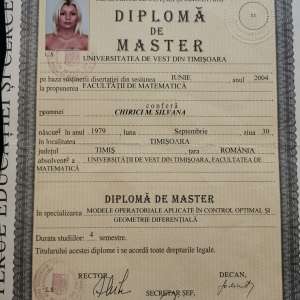 DIPLOMĂ
DE
MASTER
UNIVERSITATEA DE VEST DIN TIMIȘOARA
pe baza susținerii disertației din sesiunea IUNIE anul 2004
la propunerea FACULTĂȚII DE MATEMATICĂ
conferă
Doamnei CHIRICI M. SILVANA
născut în anul 1979, luna Septembrie, ziua 30
în localitatea TIMIȘOARA
județul TIMIȘ, țara ROMÂNIA
absolventă a UNIVERSITĂȚII DE VEST DIN TIMIȘOARA, FACULTATEA DE
MATEMATICĂ
DIPLOMĂ DE MASTER
în specializarea MODELE OPERATORIALE APLICATE ÎN CONTROL OPTIMAL ȘI
GEOMETRIE DIFERENȚIALĂ
Durata studiilor: 4 semestre.
Titularului acestei diplome i se acordă toate drepturile legale.
RECTOR, DECAN,
L.S.
SECRETAR ȘEF,